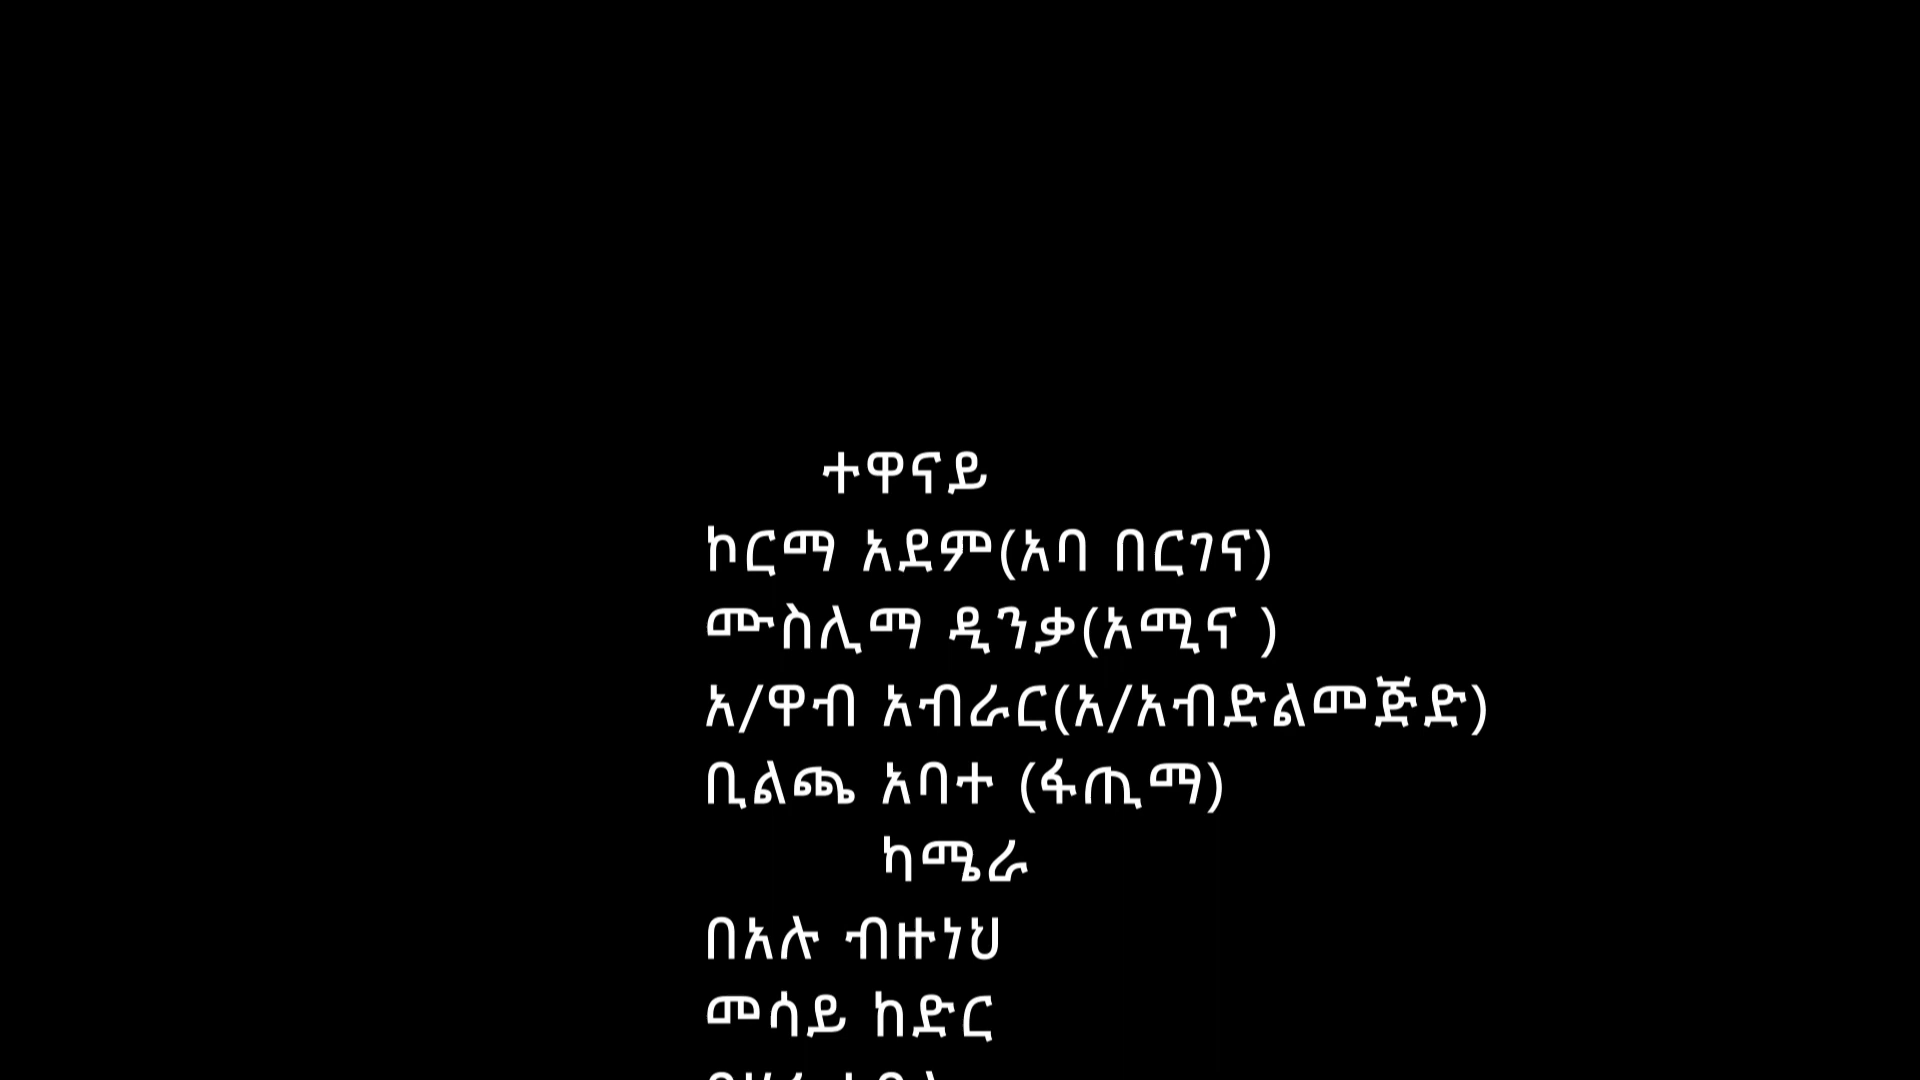 ተዋናይ
ኮርማ አደም(አባ በርገና)
ሙስሊማ ዲንቃ(አሚና )
አ/ዋብ አብራር(አ/አብድልመጅድ)
ቢልጫ አባተ (ፋጢማ)
ካሜራ
በአሉ ብዙነህ
መሳይ ከድር